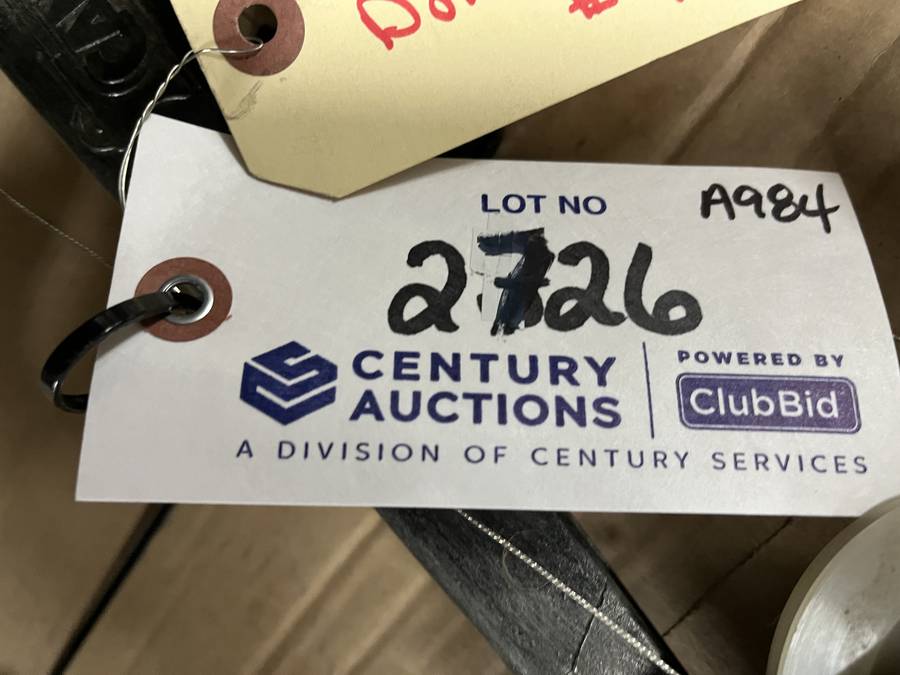 LOT NO
A984
2726
CENTURY
AUCTIONS
POWERED BY
ClubBid
A DIVISION OF CENTURY SERVICES